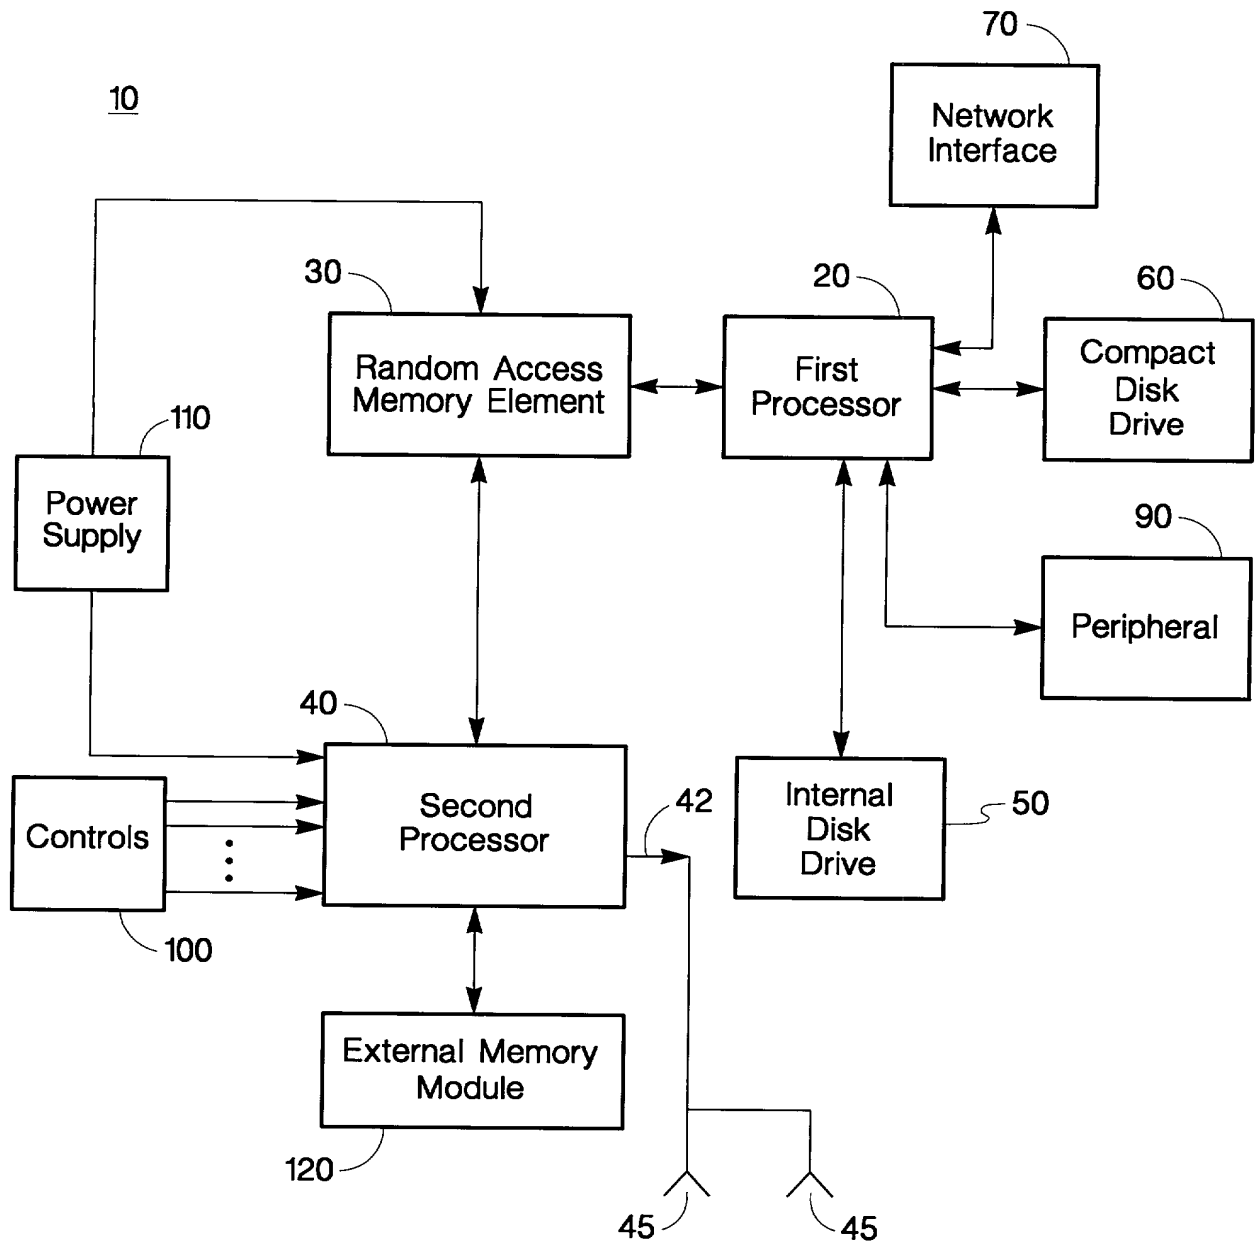 70
10
Network
Interface
30
20
60
Random Access
Memory Element
First
Processor
Compact
Disk
Drive
110
Power
Supply
90
Peripheral
40
Controls
Second
Processor
42
Internal
Disk
Drive
50
100
External Memory
Module
120
45
45